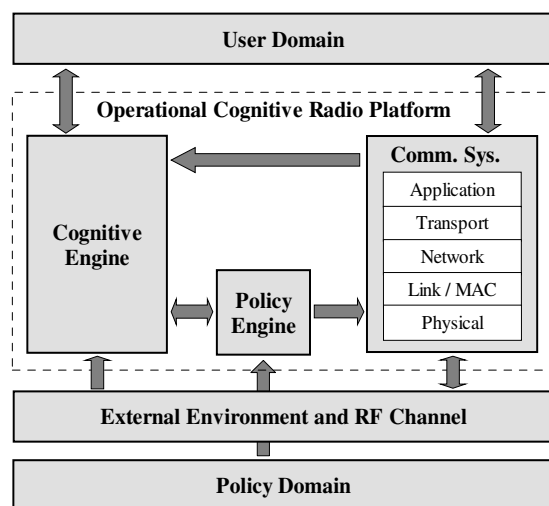 User Domain
Operational Cognitive Radio Platform
Comm. Sys.
Application
Transport
Network
Link / MAC
Physical
Cognitive
Engine
Policy
Engine
External Environment and RF Channel
Policy Domain